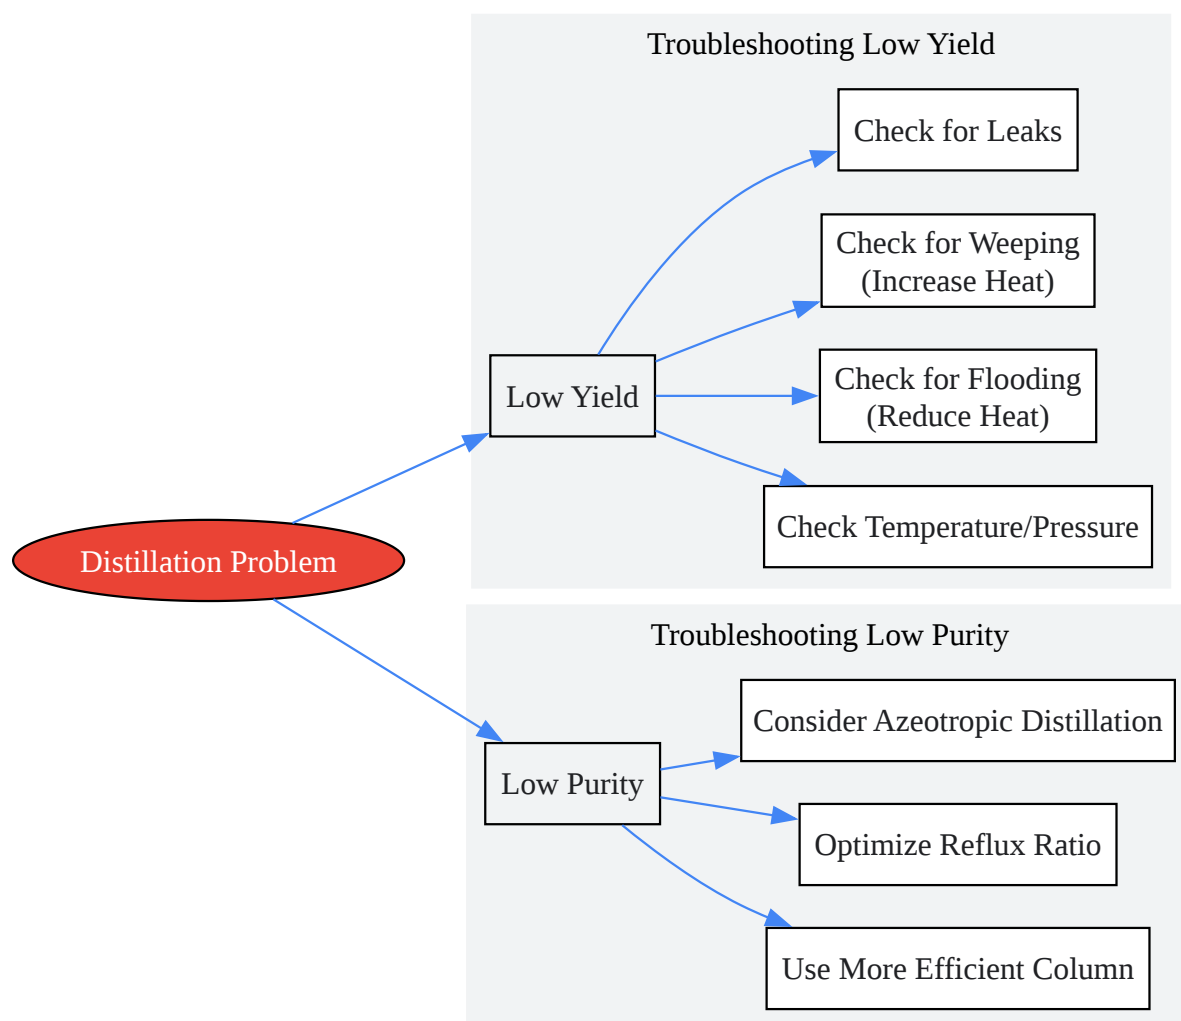 Troubleshooting Low Yield
Check for Leaks
Check for Weeping
(Increase Heat)
Check for Flooding
(Reduce Heat)
Low Yield
Check Temperature/Pressure
Distillation Problem
Troubleshooting Low Purity
Consider Azeotropic Distillation
Low Purity
Optimize Reflux Ratio
Use More Efficient Column